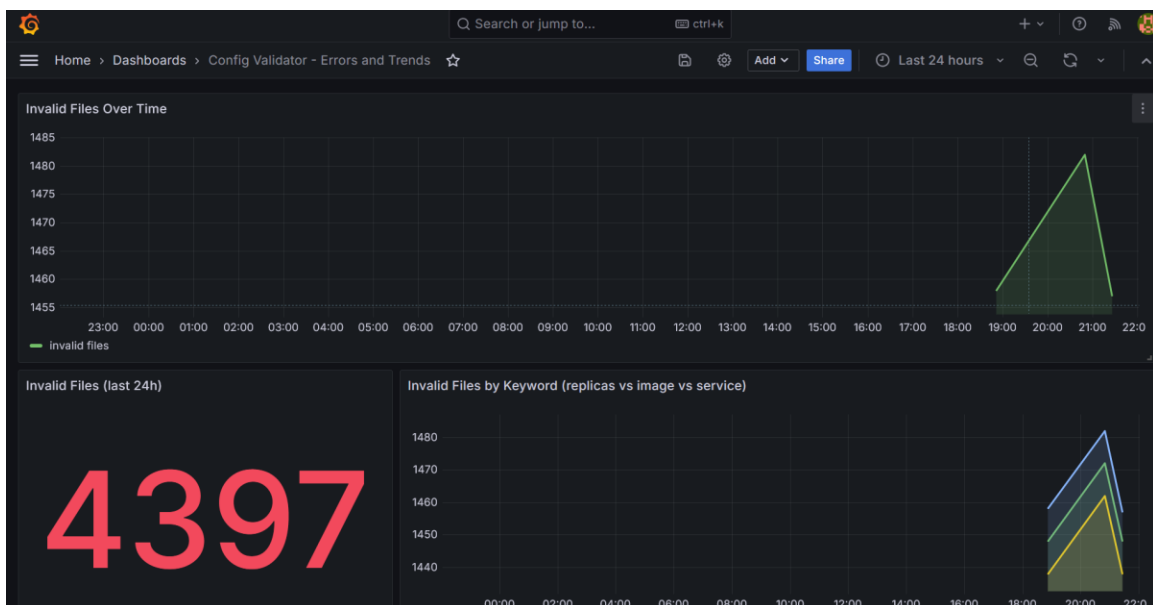 Search or jump to...
ctrl+k
Home › Dashboards › Config Validator - Errors and Trends
Add
Share
Last 24 hours
Invalid Files Over Time
1485
1480
1475
1470
1465
1460
1455
23:00 00:00 01:00 02:00 03:00 04:00 05:00 06:00 07:00 08:00 09:00 10:00 11:00 12:00 13:00 14:00 15:00 16:00 17:00 18:00 19:00 20:00 21:00 22:0
invalid files
Invalid Files (last 24h)
4397
Invalid Files by Keyword (replicas vs image vs service)
1480
1470
1460
1450
1440
00:00 02:00 04:00 06:00 08:00 10:00 12:00 14:00 16:00 18:00 20:00 22:0